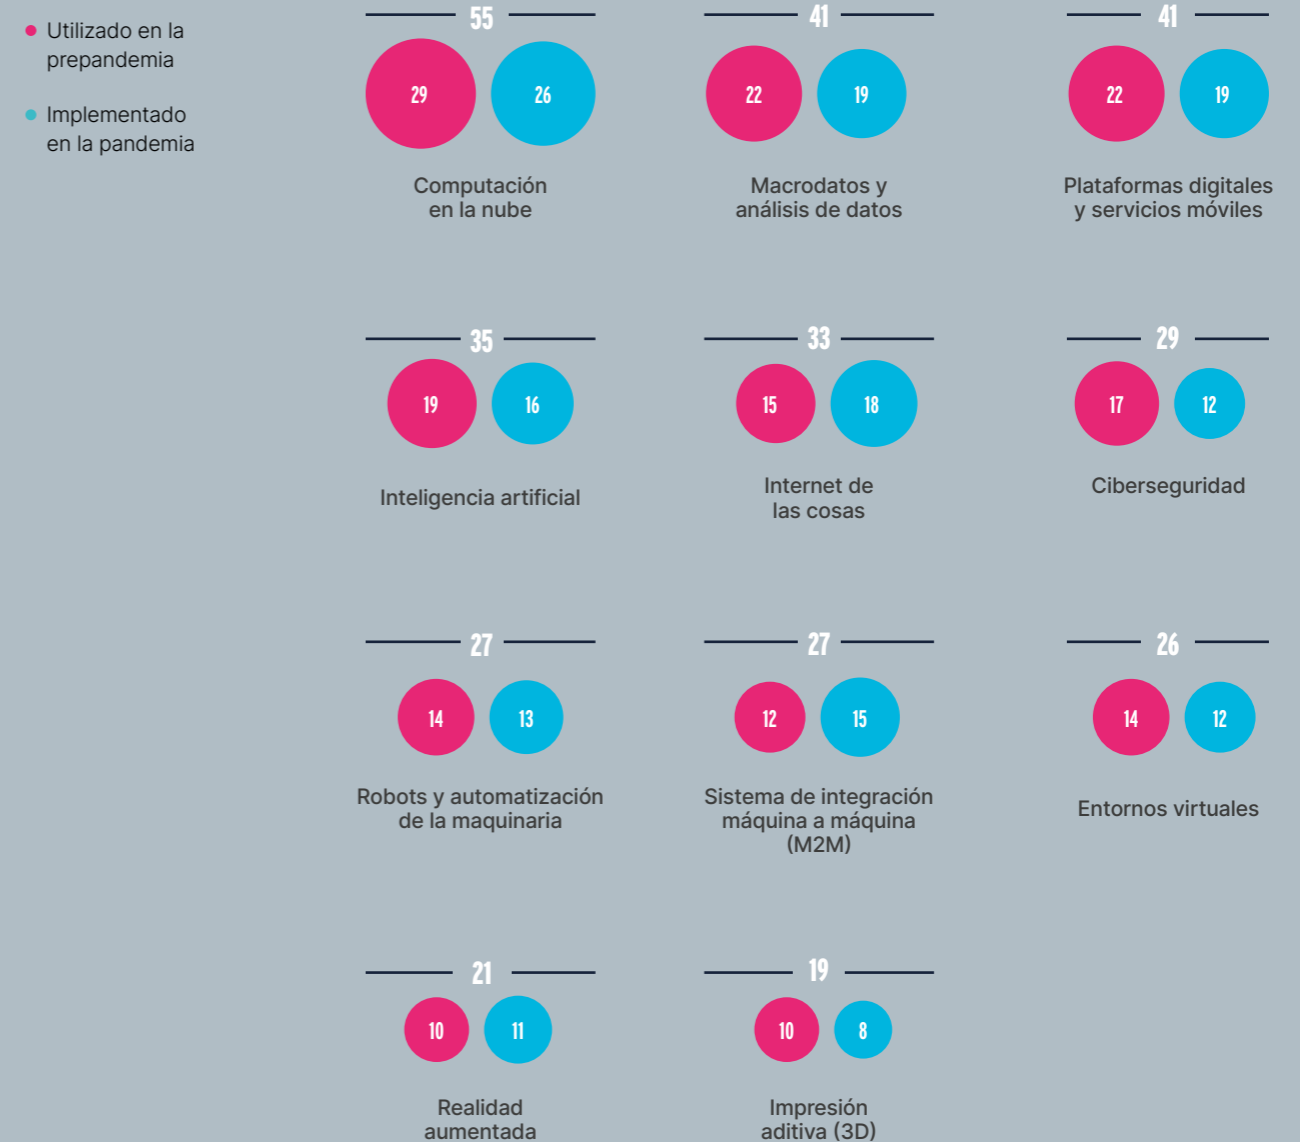 Utilizado en la
prepandemia
Implementado
en la pandemia
55
29
26
Computación
en la nube
41
22
19
Macrodatos y
análisis de datos
41
22
19
Plataformas digitales
y servicios móviles
35
19
16
Inteligencia artificial
33
15
18
Internet de
las cosas
29
17
12
Ciberseguridad
27
14
13
Robots y automatización
de la maquinaria
27
12
15
Sistema de integración
máquina a máquina
(M2M)
26
14
12
Entornos virtuales
21
10
11
Realidad
aumentada
19
10
8
Impresión
aditiva (3D)